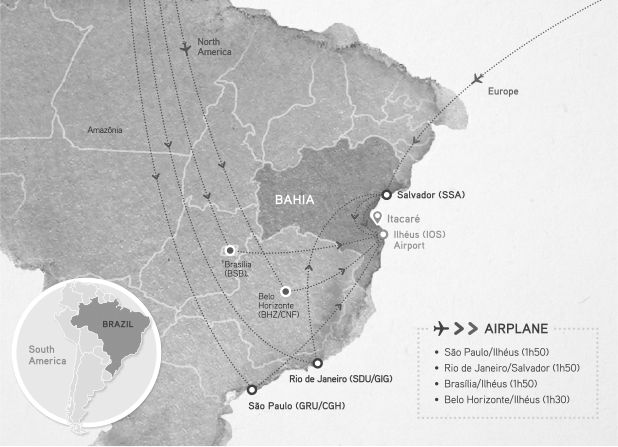 North
America
Europe
Amazônia
BAHIA
Salvador (SSA)
Itacaré
Ilhéus (IOS)
Airport
Brasília
(BSB)
Belo
Horizonte
(BHZ/CNF)
BRAZIL
South
America
Rio de Janeiro (SDU/GIG)
São Paulo (GRU/CGH)
AIRPLANE
• São Paulo/Ilhéus (1h50)
• Rio de Janeiro/Salvador (1h50)
• Brasília/Ilhéus (1h50)
• Belo Horizonte/Ilhéus (1h30)